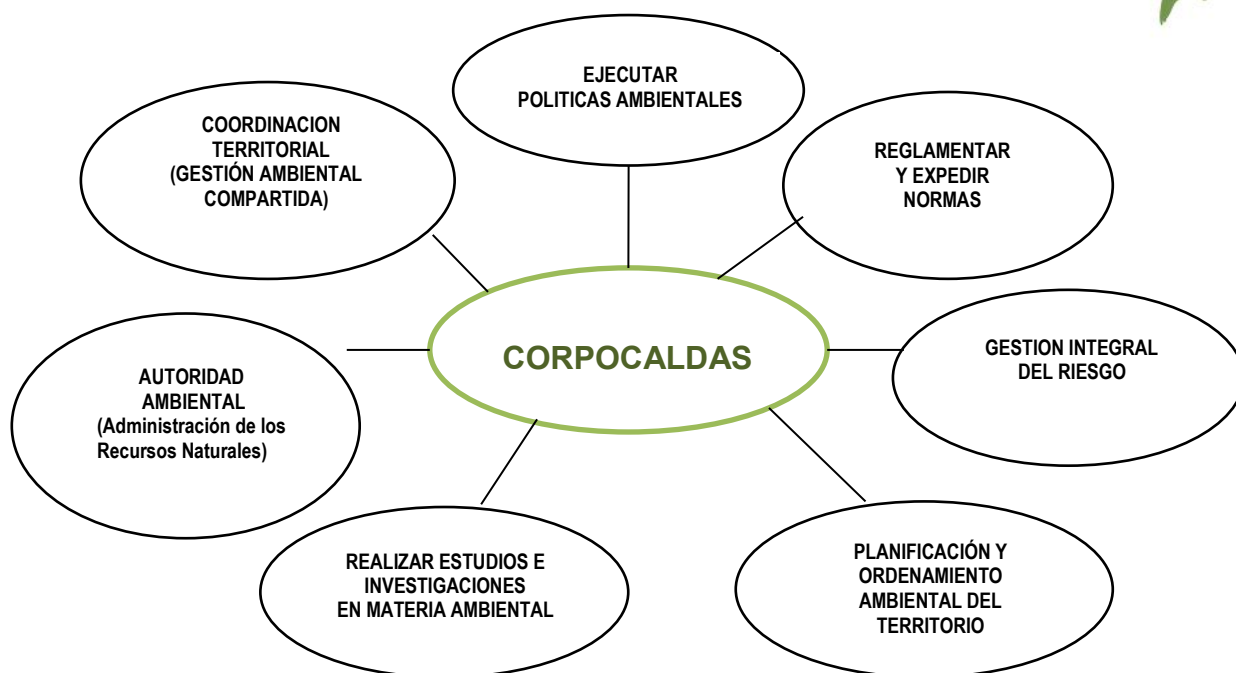 EJECUTAR
POLITICAS AMBIENTALES
COORDINACION
TERRITORIAL
(GESTIÓN AMBIENTAL
COMPARTIDA)
REGLAMENTAR
Y EXPEDIR
NORMAS
CORPOCALDAS
GESTION INTEGRAL
DEL RIESGO
AUTORIDAD
AMBIENTAL
(Administración de los
Recursos Naturales)
REALIZAR ESTUDIOS E
INVESTIGACIONES
EN MATERIA AMBIENTAL
PLANIFICACIÓN Y
ORDENAMIENTO
AMBIENTAL DEL
TERRITORIO